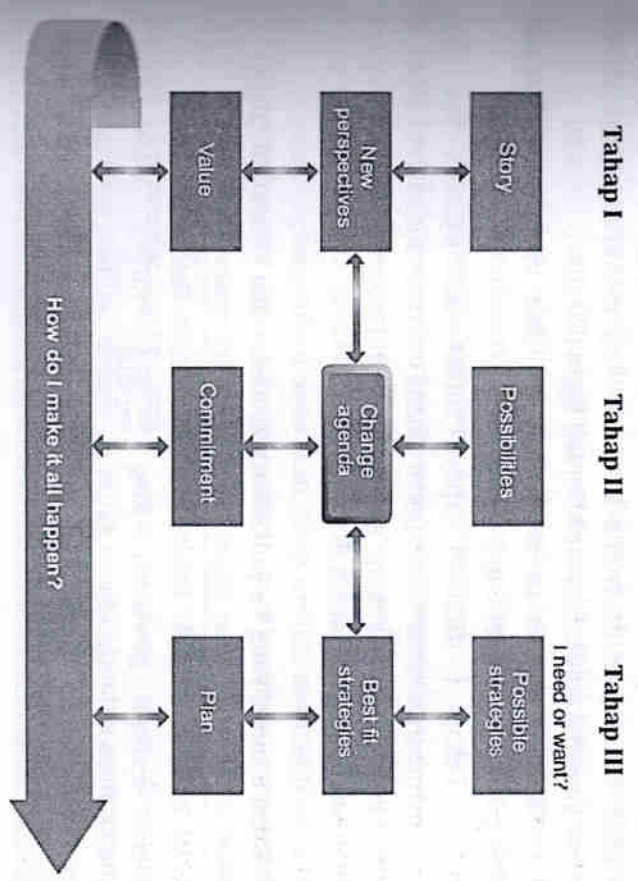 Tahap I
Tahap II
Tahap III
I need or want?
Story
Possibilities
Possible
strategies
New
perspectives
Change
agenda
Best fit
strategies
Value
Commitment
Plan
How do I make it all happen?